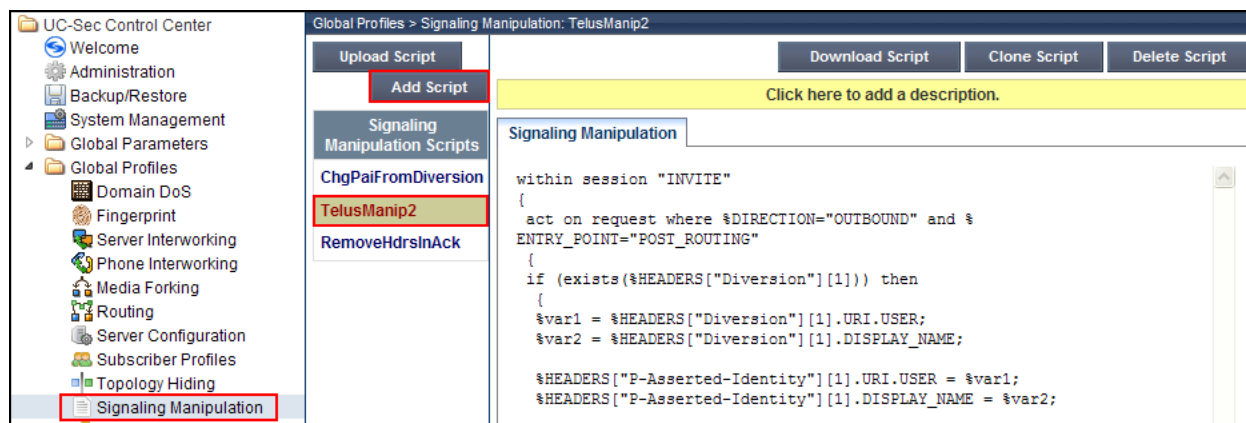 UC-Sec Control Center
Welcome
Administration
Backup/Restore
System Management
Global Parameters
Global Profiles
Domain DoS
Fingerprint
Server Interworking
Phone Interworking
Media Forking
Routing
Server Configuration
Subscriber Profiles
Topology Hiding
Signaling Manipulation
Global Profiles > Signaling Manipulation: TelusManip2
Upload Script
Add Script
Download Script
Clone Script
Delete Script
Click here to add a description.
Signaling
Manipulation Scripts
ChgPaiFromDiversion
TelusManip2
RemoveHdrsInAck
Signaling Manipulation
within session "INVITE"
{
act on request where %DIRECTION="OUTBOUND" and %
ENTRY_POINT="POST_ROUTING"
{
if (exists(%HEADERS["Diversion"][1])) then
{
%var1 = %HEADERS["Diversion"][1].URI.USER;
%var2 = %HEADERS["Diversion"][1].DISPLAY_NAME;
%HEADERS["P-Asserted-Identity"][1].URI.USER = %var1;
%HEADERS["P-Asserted-Identity"][1].DISPLAY_NAME = %var2;